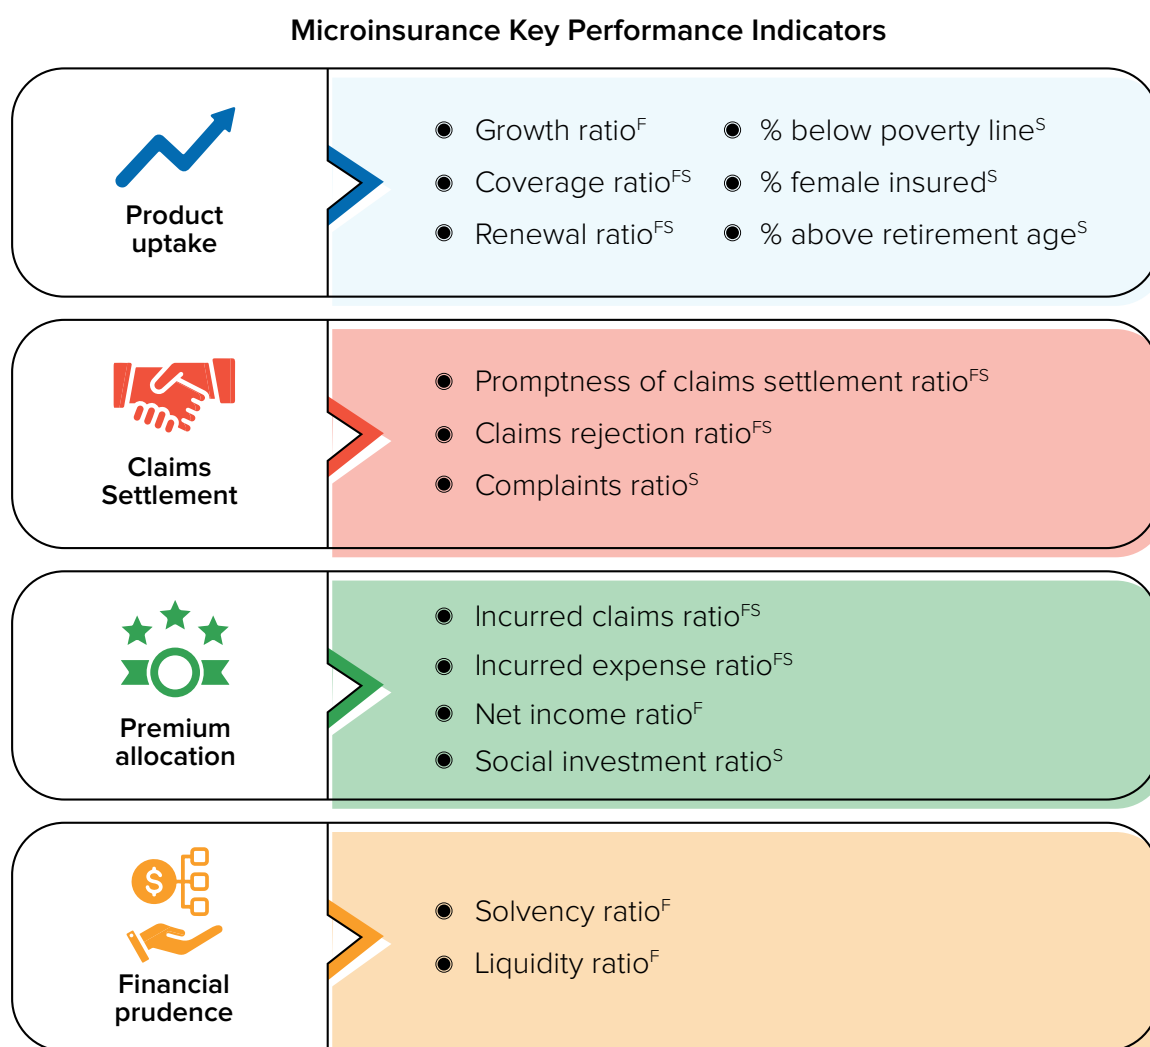 Microinsurance Key Performance Indicators
Product
uptake
Growth ratioF
Coverage ratioFS
Renewal ratioFS
% below poverty lineS
% female insuredS
% above retirement ageS
Claims
Settlement
Promptness of claims settlement ratioFS
Claims rejection ratioFS
Complaints ratioS
Premium
allocation
Incurred claims ratioFS
Incurred expense ratioFS
Net income ratioF
Social investment ratioS
$
Financial
prudence
Solvency ratioF
Liquidity ratioF